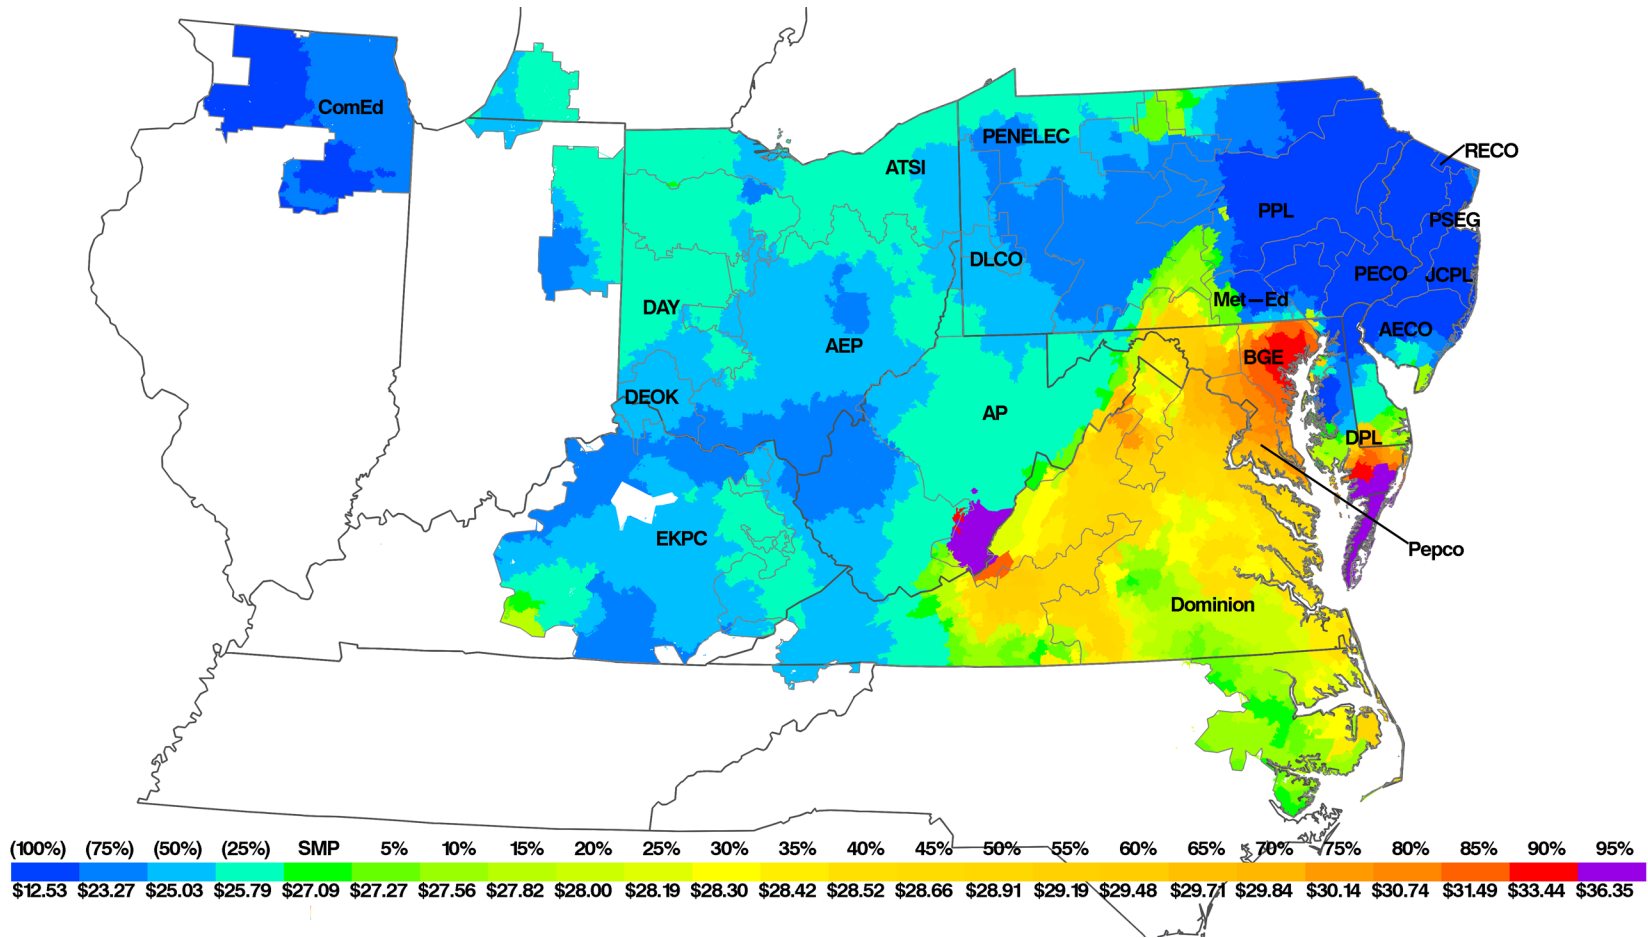 ComEd
PENELEC
RECO
ATSI
PPL
PSEG
DLCO
PECO
JCPL
Met—Ed
DAY
AECO
AEP
BGE
DEOK
AP
DPL
EKPC
Pepco
Dominion
(100%) (75%) (50%) (25%) SMP 5% 10% 15% 20% 25% 30% 35% 40% 45% 50% 55% 60% 65% 70% 75% 80% 85% 90% 95%
$12.53 $23.27 $25.03 $25.79 $27.09 $27.27 $27.56 $27.82 $28.00 $28.19 $28.30 $28.42 $28.52 $28.66 $28.91 $29.19 $29.48 $29.71 $29.84 $30.14 $30.74 $31.49 $33.44 $36.35